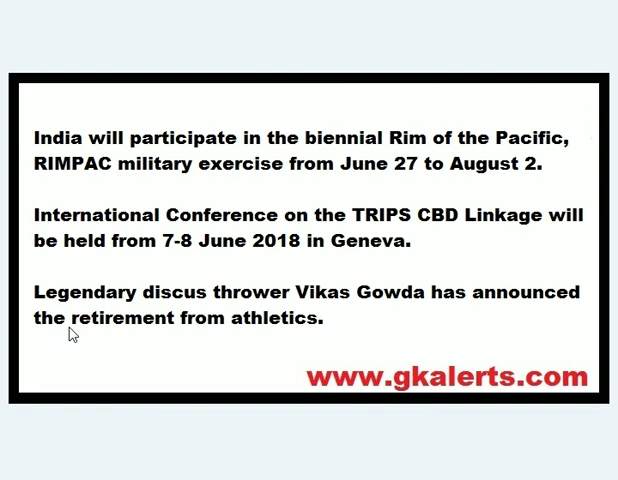 India will participate in the biennial Rim of the Pacific,
RIMPAC military exercise from June 27 to August 2.
International Conference on the TRIPS CBD Linkage will
be held from 7-8 June 2018 in Geneva.
Legendary discus thrower Vikas Gowda has announced
the retirement from athletics.
www.gkalerts.com